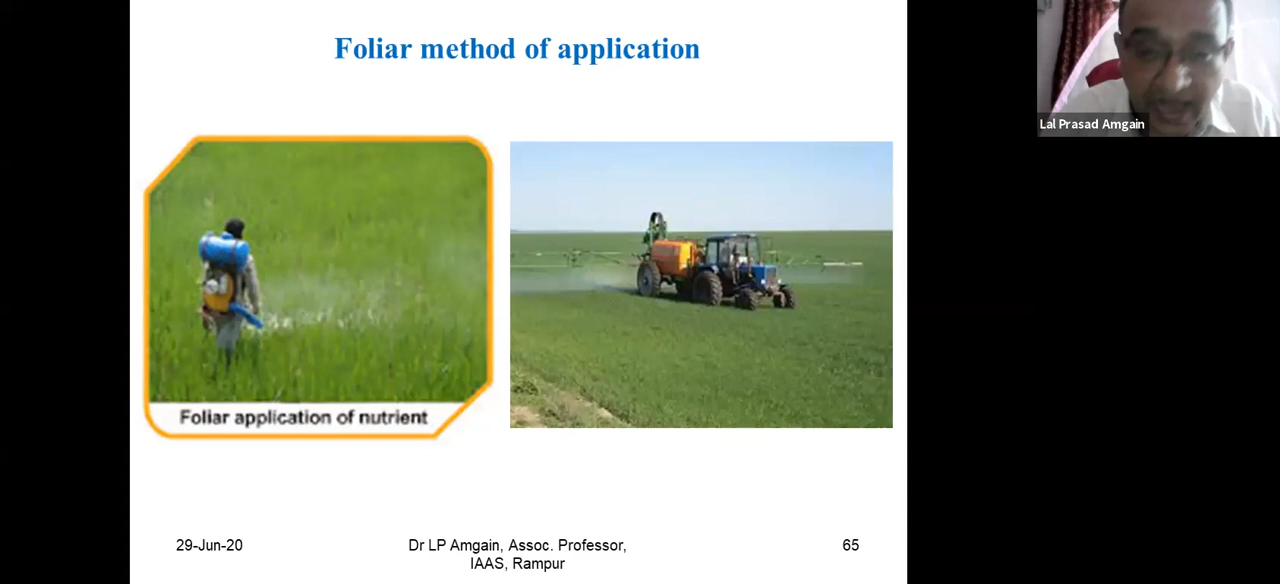 Foliar method of application
Lal Prasad Amgain
Foliar application of nutrient
29-Jun-20
Dr LP Amgain, Assoc. Professor,
IAAS, Rampur
65